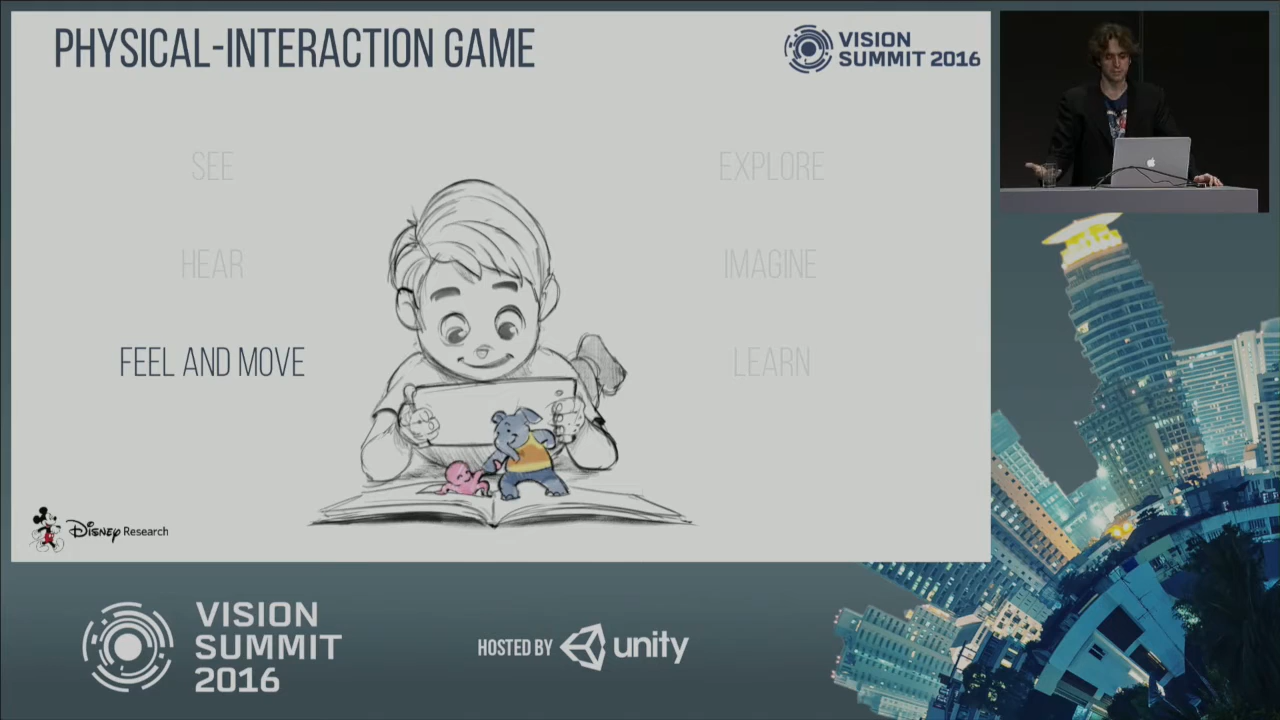 PHYSICAL-INTERACTION GAME
VISION
SUMMIT 2016
SEE
EXPLORE
HEAR
IMAGINE
FEEL AND MOVE
LEARN
Disney Research
VISION
SUMMIT
2016
HOSTED BY unity